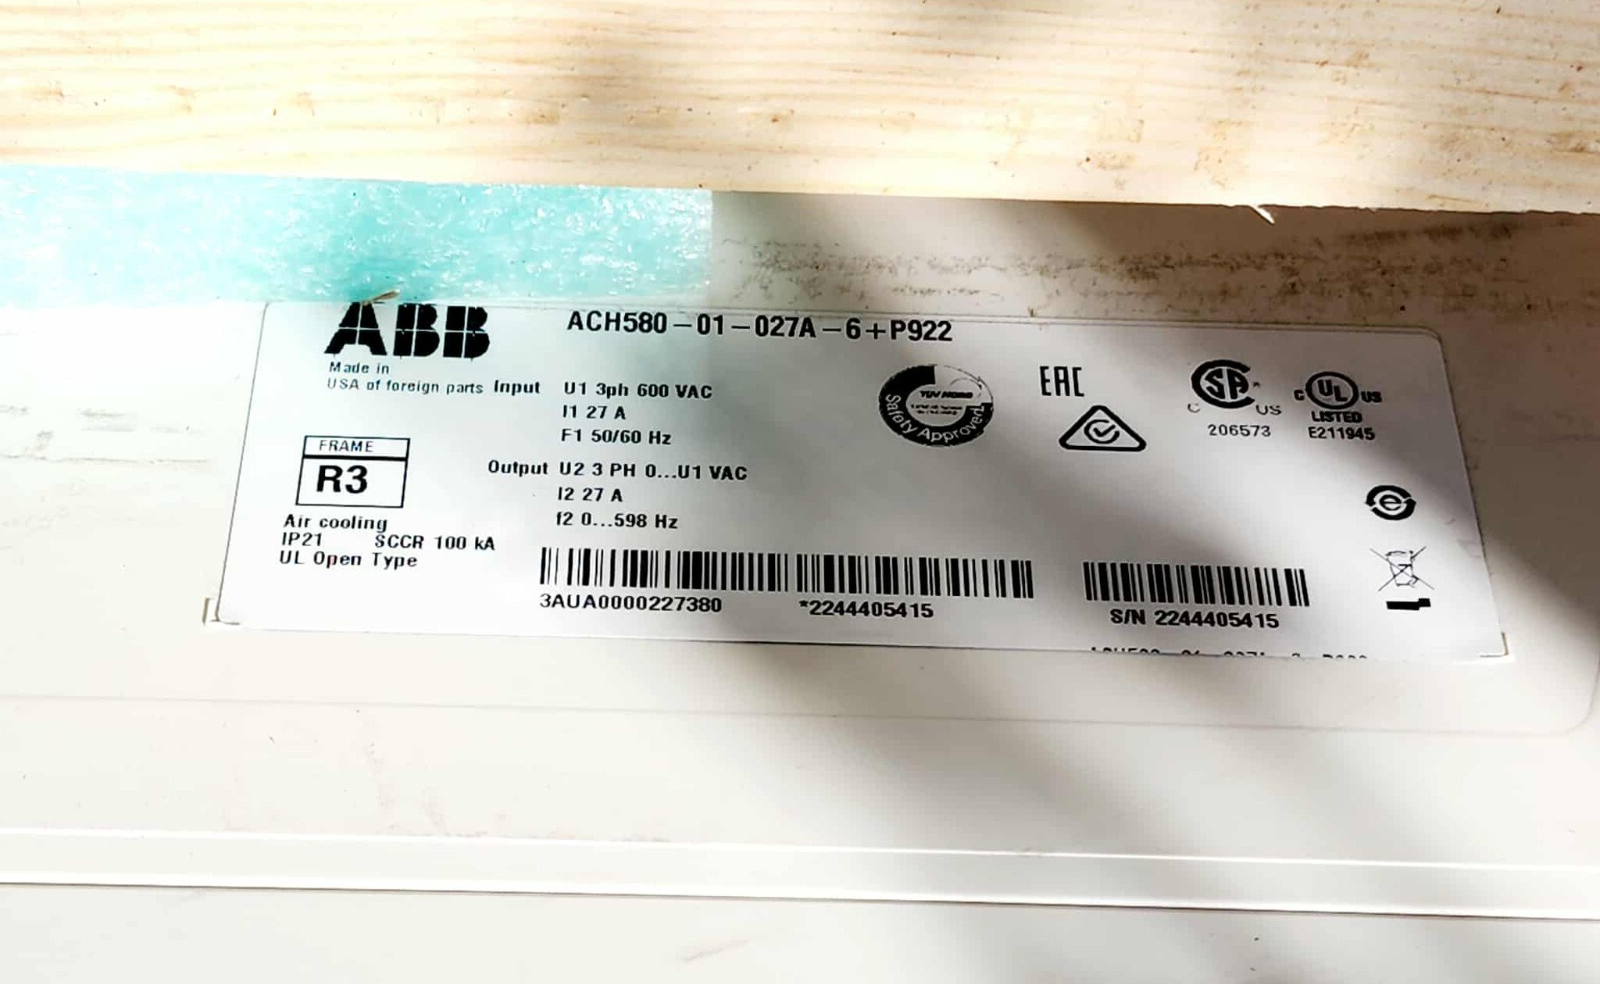 ABB
ACH580-01-027A-6+P922
Made in
USA of foreign parts
Input U1 3ph 600 VAC
I1 27 A
F1 50/60 Hz
Output U2 3 PH 0...U1 VAC
I2 27 A
f2 0...598 Hz
FRAME
R3
Air cooling
IP21 SCCR 100 kA
UL Open Type
TÜV NORD
Safety Approved
EAC
C SA US
206573
C UL US
LISTED
E211945
e
3AUA0000227380
*2244405415
S/N 2244405415